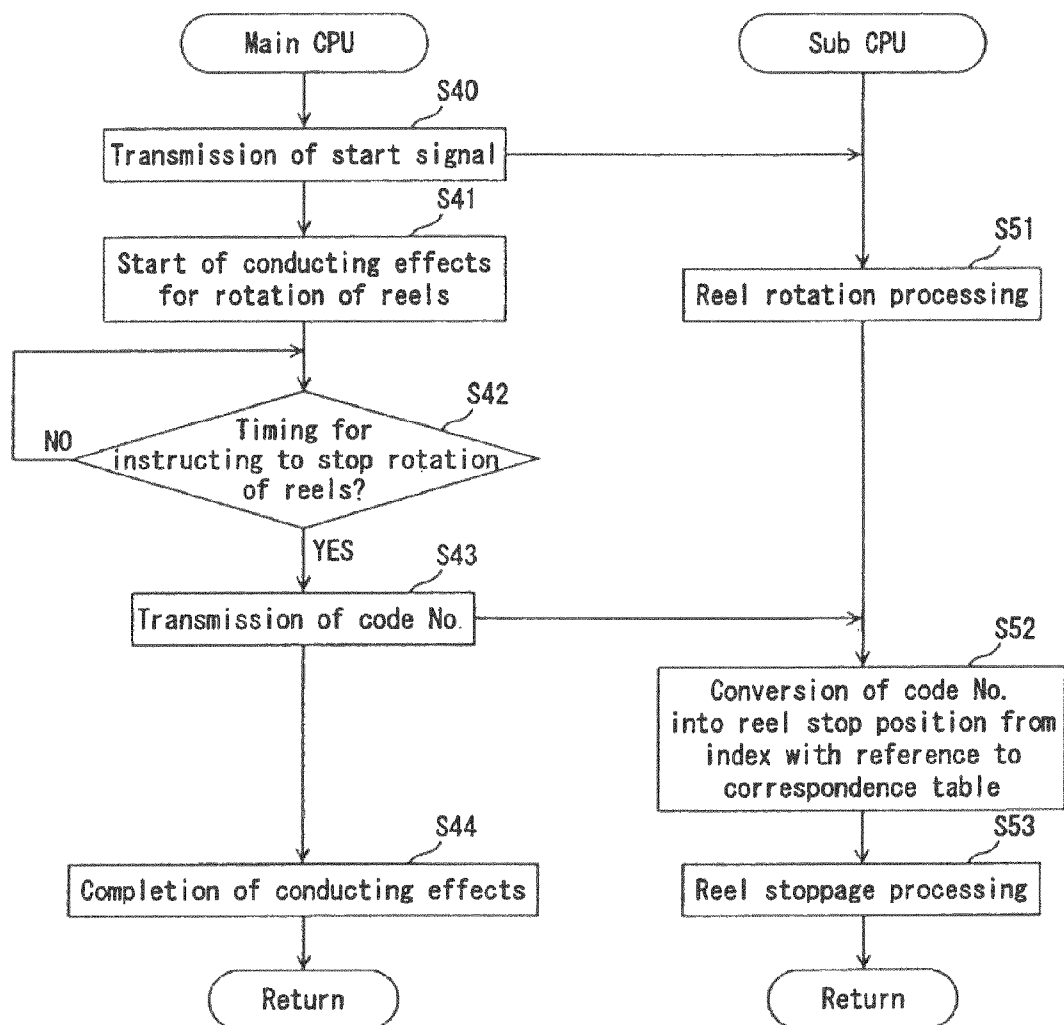 Main CPU
Sub CPU
S40
Transmission of start signal
S41
Start of conducting effects
for rotation of reels
S51
Reel rotation processing
S42
Timing for
instructing to stop rotation
of reels?
NO
YES
S43
Transmission of code No.
S52
Conversion of code No.
into reel stop position from
index with reference to
correspondence table
S44
Completion of conducting effects
S53
Reel stoppage processing
Return
Return